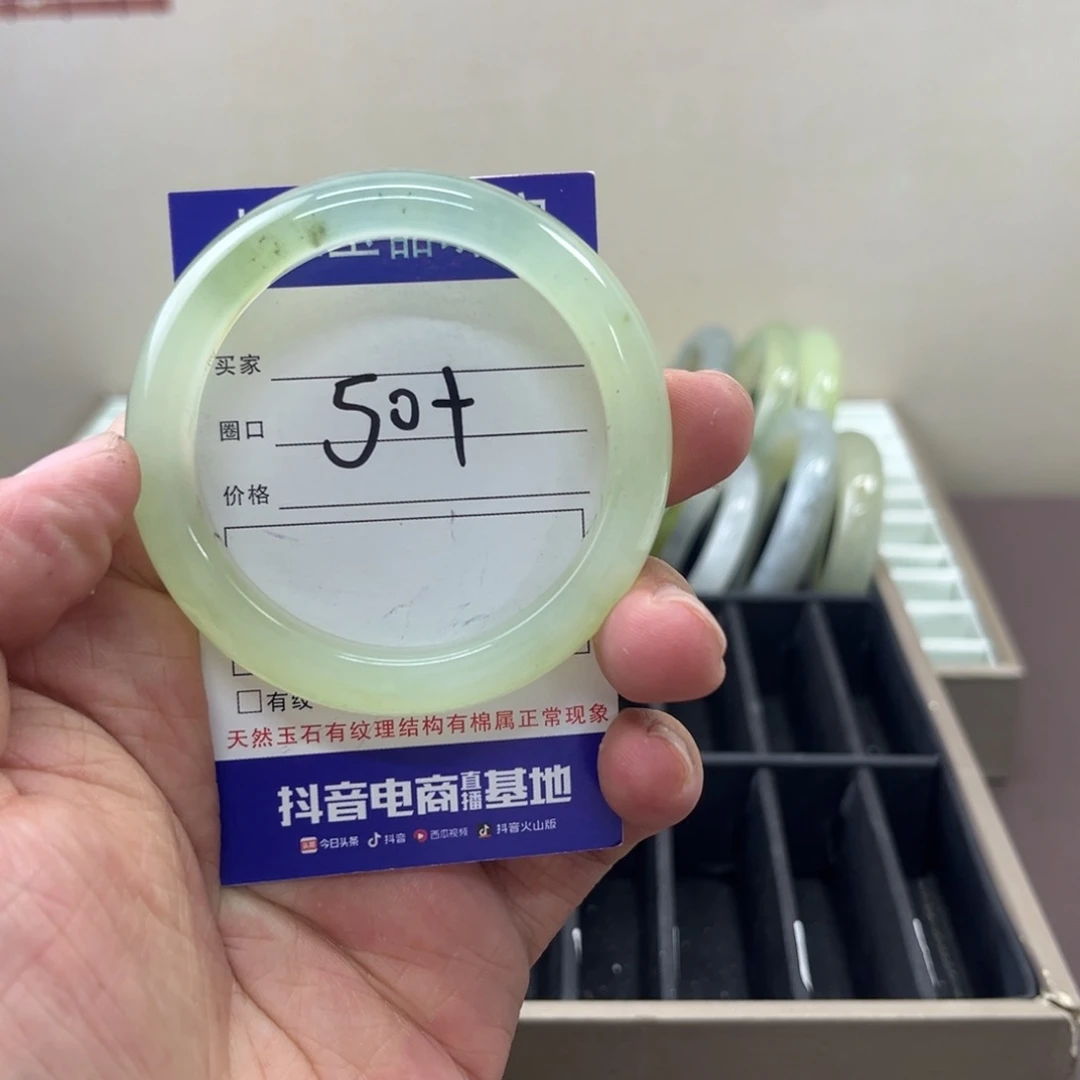 买家
50+
圈口
价格
有纹
天然玉石有纹理结构有棉属正常现象
抖音电商直播基地
今日头条 抖音 西瓜视频 抖音火山版